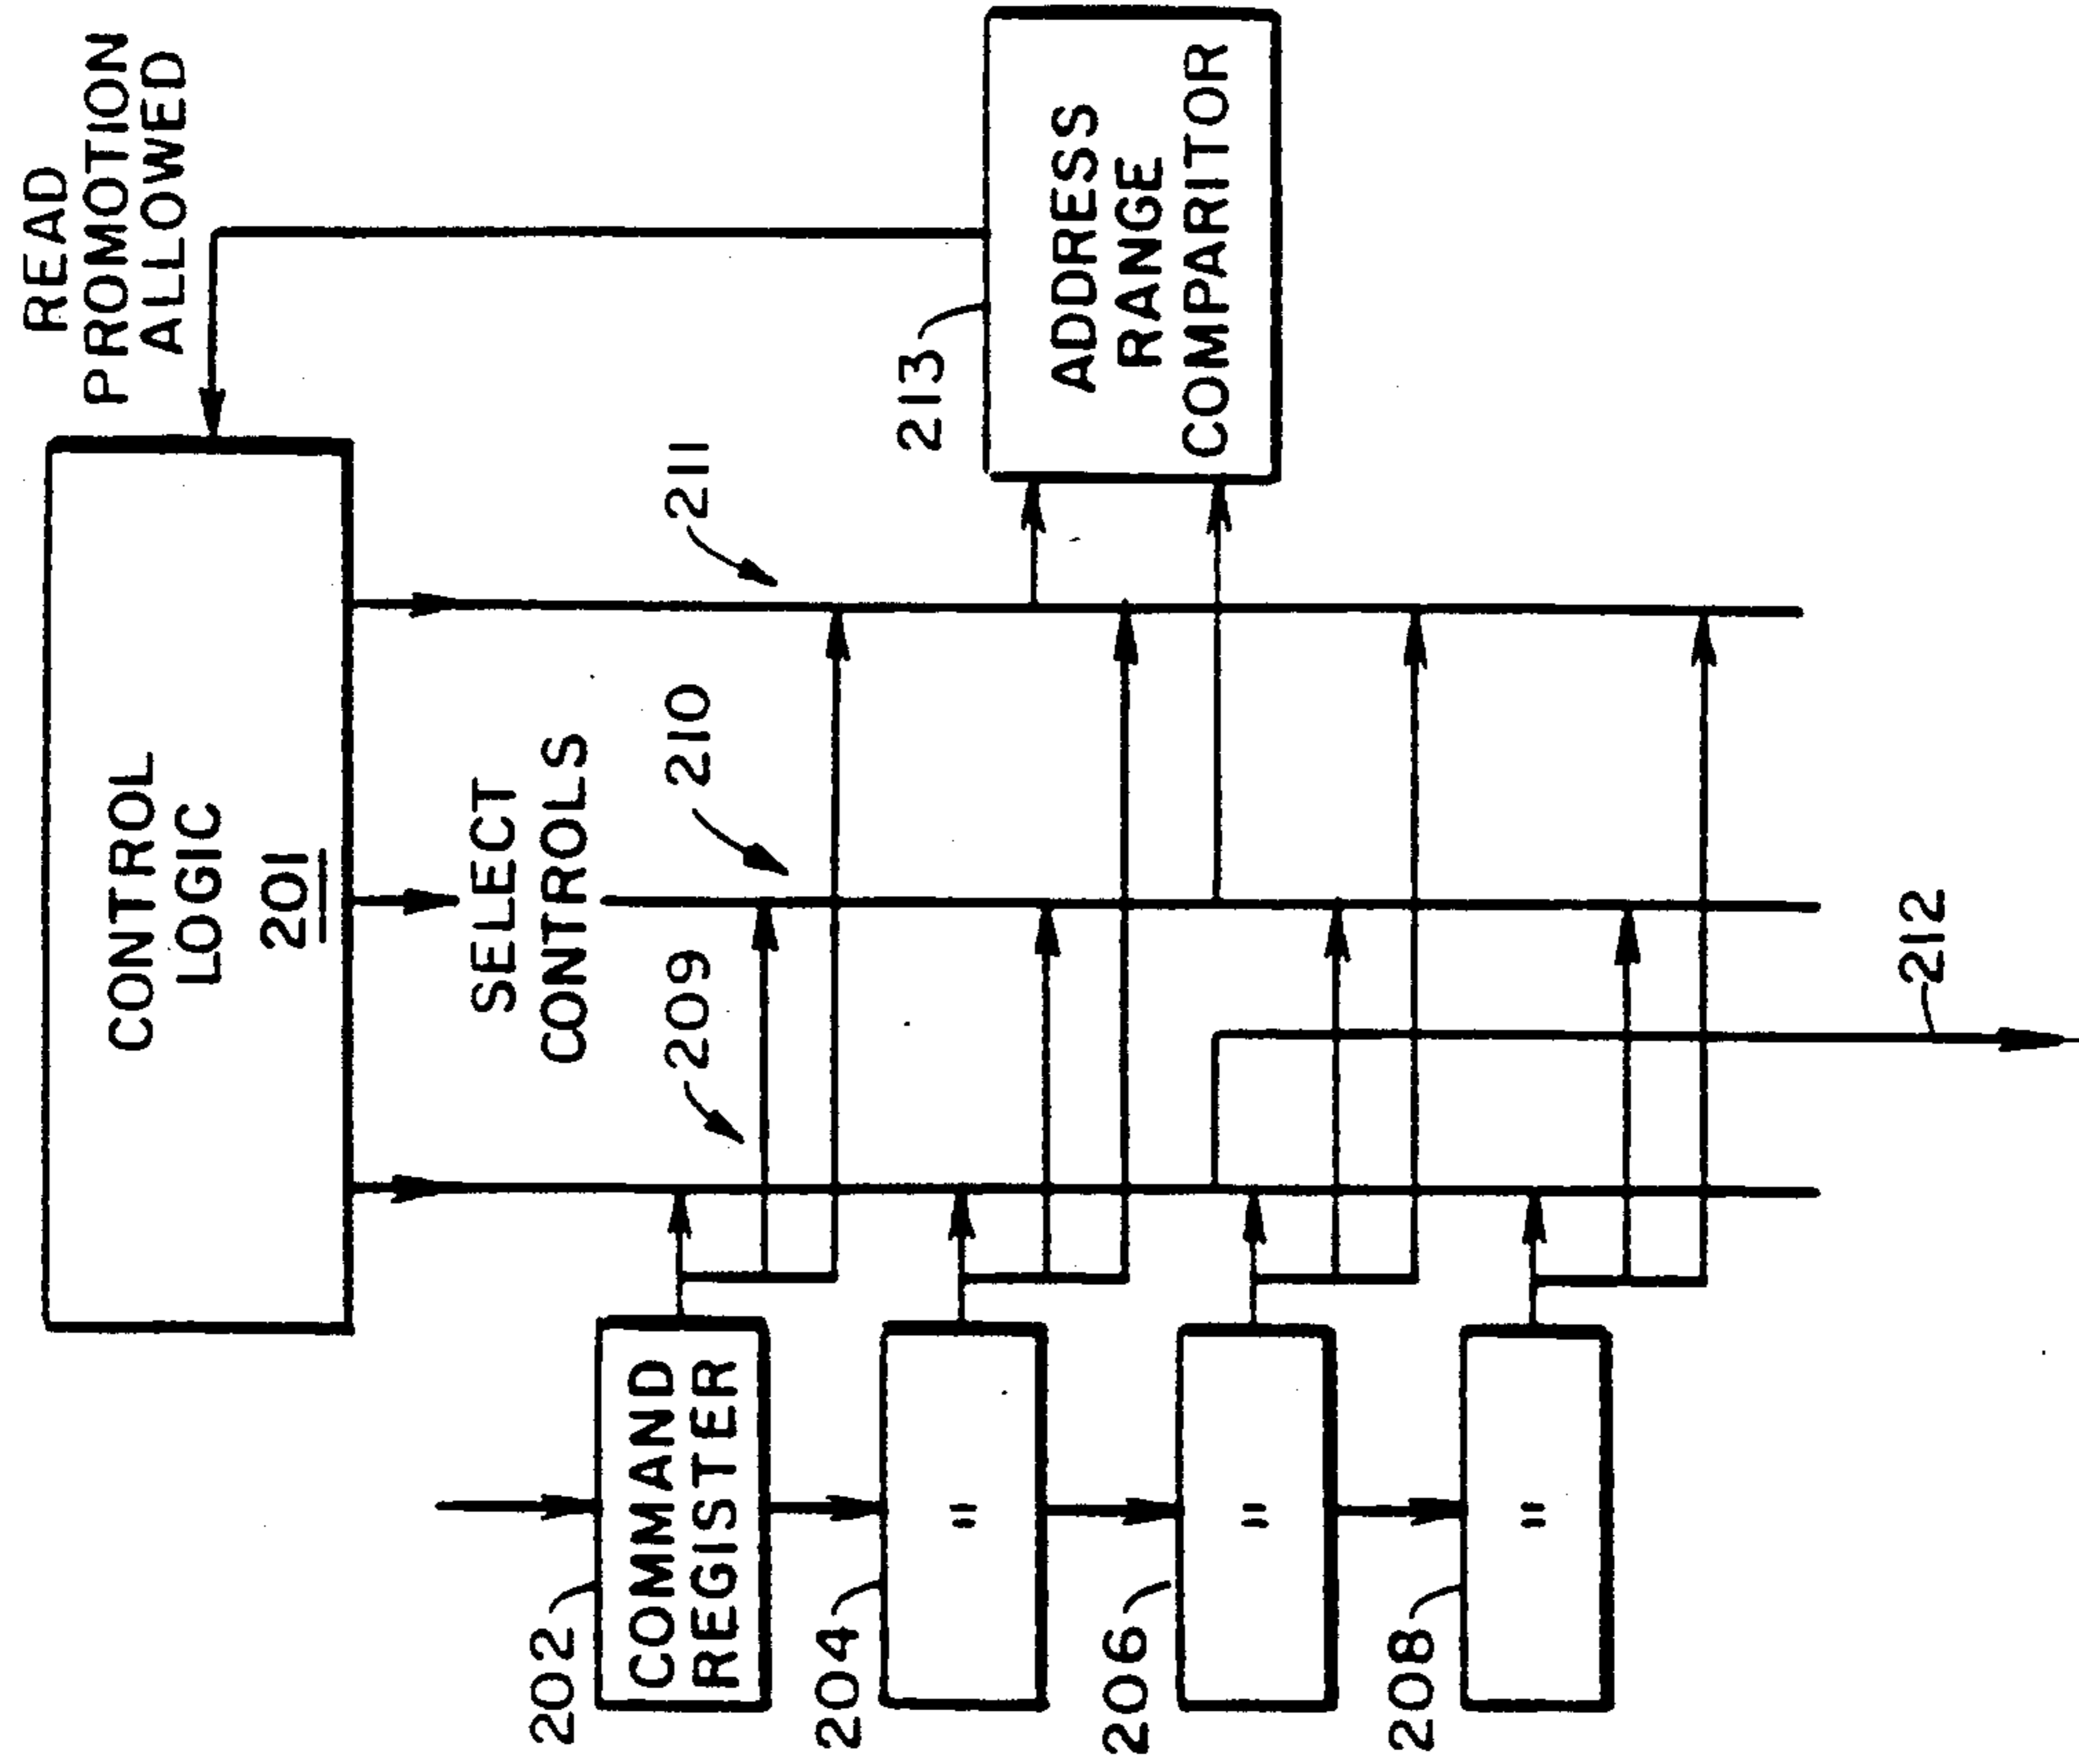 READ
PROMOTION
ALLOWED
CONTROL
LOGIC
201
SELECT
CONTROLS
209
210
211
213
ADDRESS
RANGE
COMPARITOR
202
COMMAND
REGISTER
204
"
206
"
208
"
212